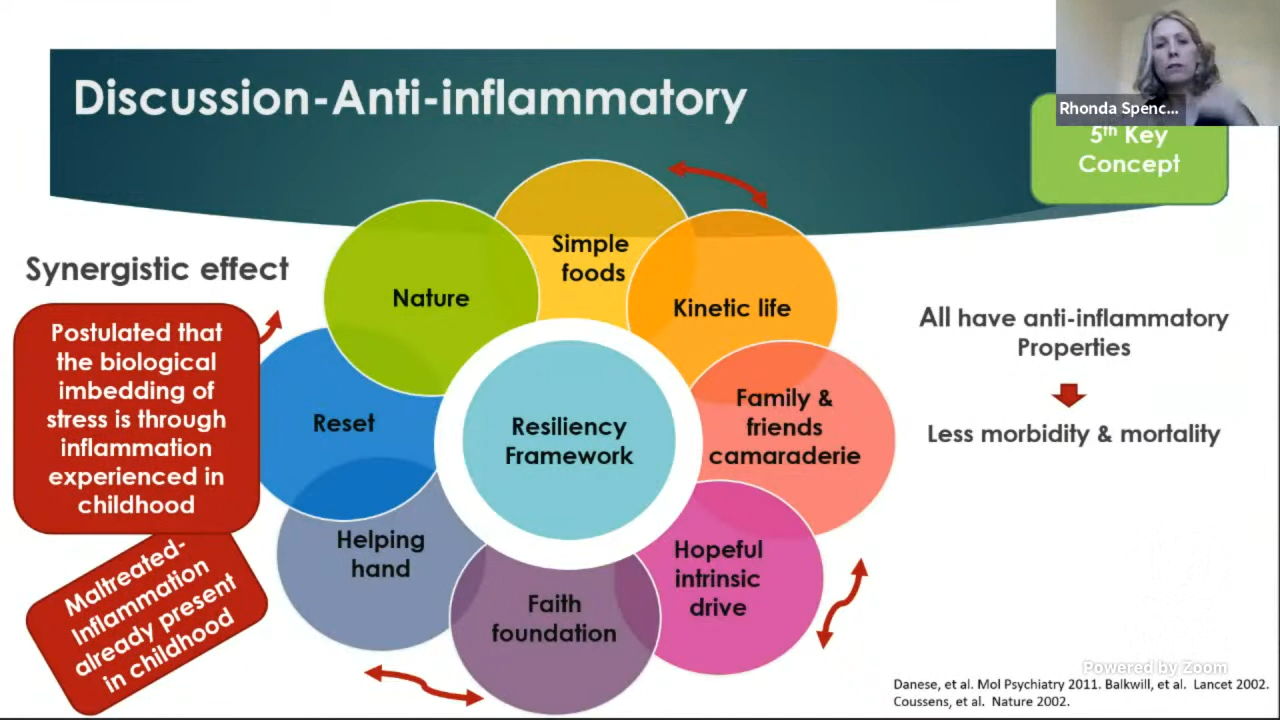 Discussion-Anti-inflammatory
Rhonda Spenc...
5th Key
Concept
Synergistic effect
Postulated that
the biological
imbedding of
stress is through
inflammation
experienced in
childhood
Maltreated-
Inflammation
already present
in childhood
Simple
foods
Nature
Kinetic life
Reset
Family &
friends
camaraderie
Resiliency
Framework
Helping
hand
Hopeful
intrinsic
drive
Faith
foundation
All have anti-inflammatory
Properties
Less morbidity & mortality
Powered by Zoom
Danese, et al. Mol Psychiatry 2011. Balkwill, et al. Lancet 2002.
Coussens, et al. Nature 2002.